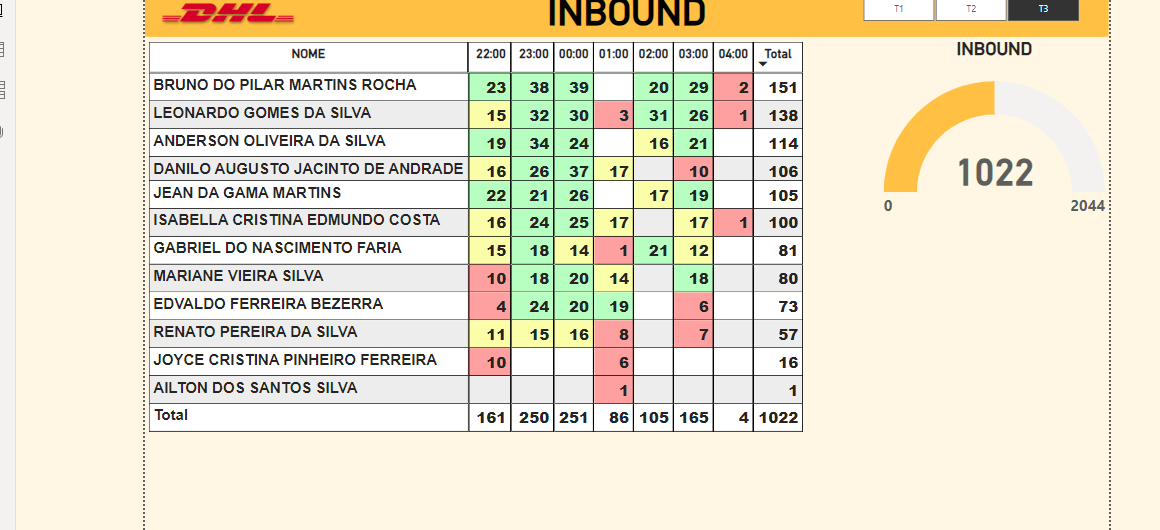 DHL INBOUND T1 T2 T3
NOME 22:00 23:00 00:00 01:00 02:00 03:00 04:00 Total
BRUNO DO PILAR MARTINS ROCHA 23 38 39 20 29 2 151
LEONARDO GOMES DA SILVA 15 32 30 3 31 26 1 138
ANDERSON OLIVEIRA DA SILVA 19 34 24 16 21 114
DANILO AUGUSTO JACINTO DE ANDRADE 16 26 37 17 10 106
JEAN DA GAMA MARTINS 22 21 26 17 19 105
ISABELLA CRISTINA EDMUNDO COSTA 16 24 25 17 17 1 100
GABRIEL DO NASCIMENTO FARIA 15 18 14 1 21 12 81
MARIANE VIEIRA SILVA 10 18 20 14 18 80
EDVALDO FERREIRA BEZERRA 4 24 20 19 6 73
RENATO PEREIRA DA SILVA 11 15 16 8 7 57
JOYCE CRISTINA PINHEIRO FERREIRA 10 6 16
AILTON DOS SANTOS SILVA 1 1
Total 161 250 251 86 105 165 4 1022
INBOUND
1022
0 2044